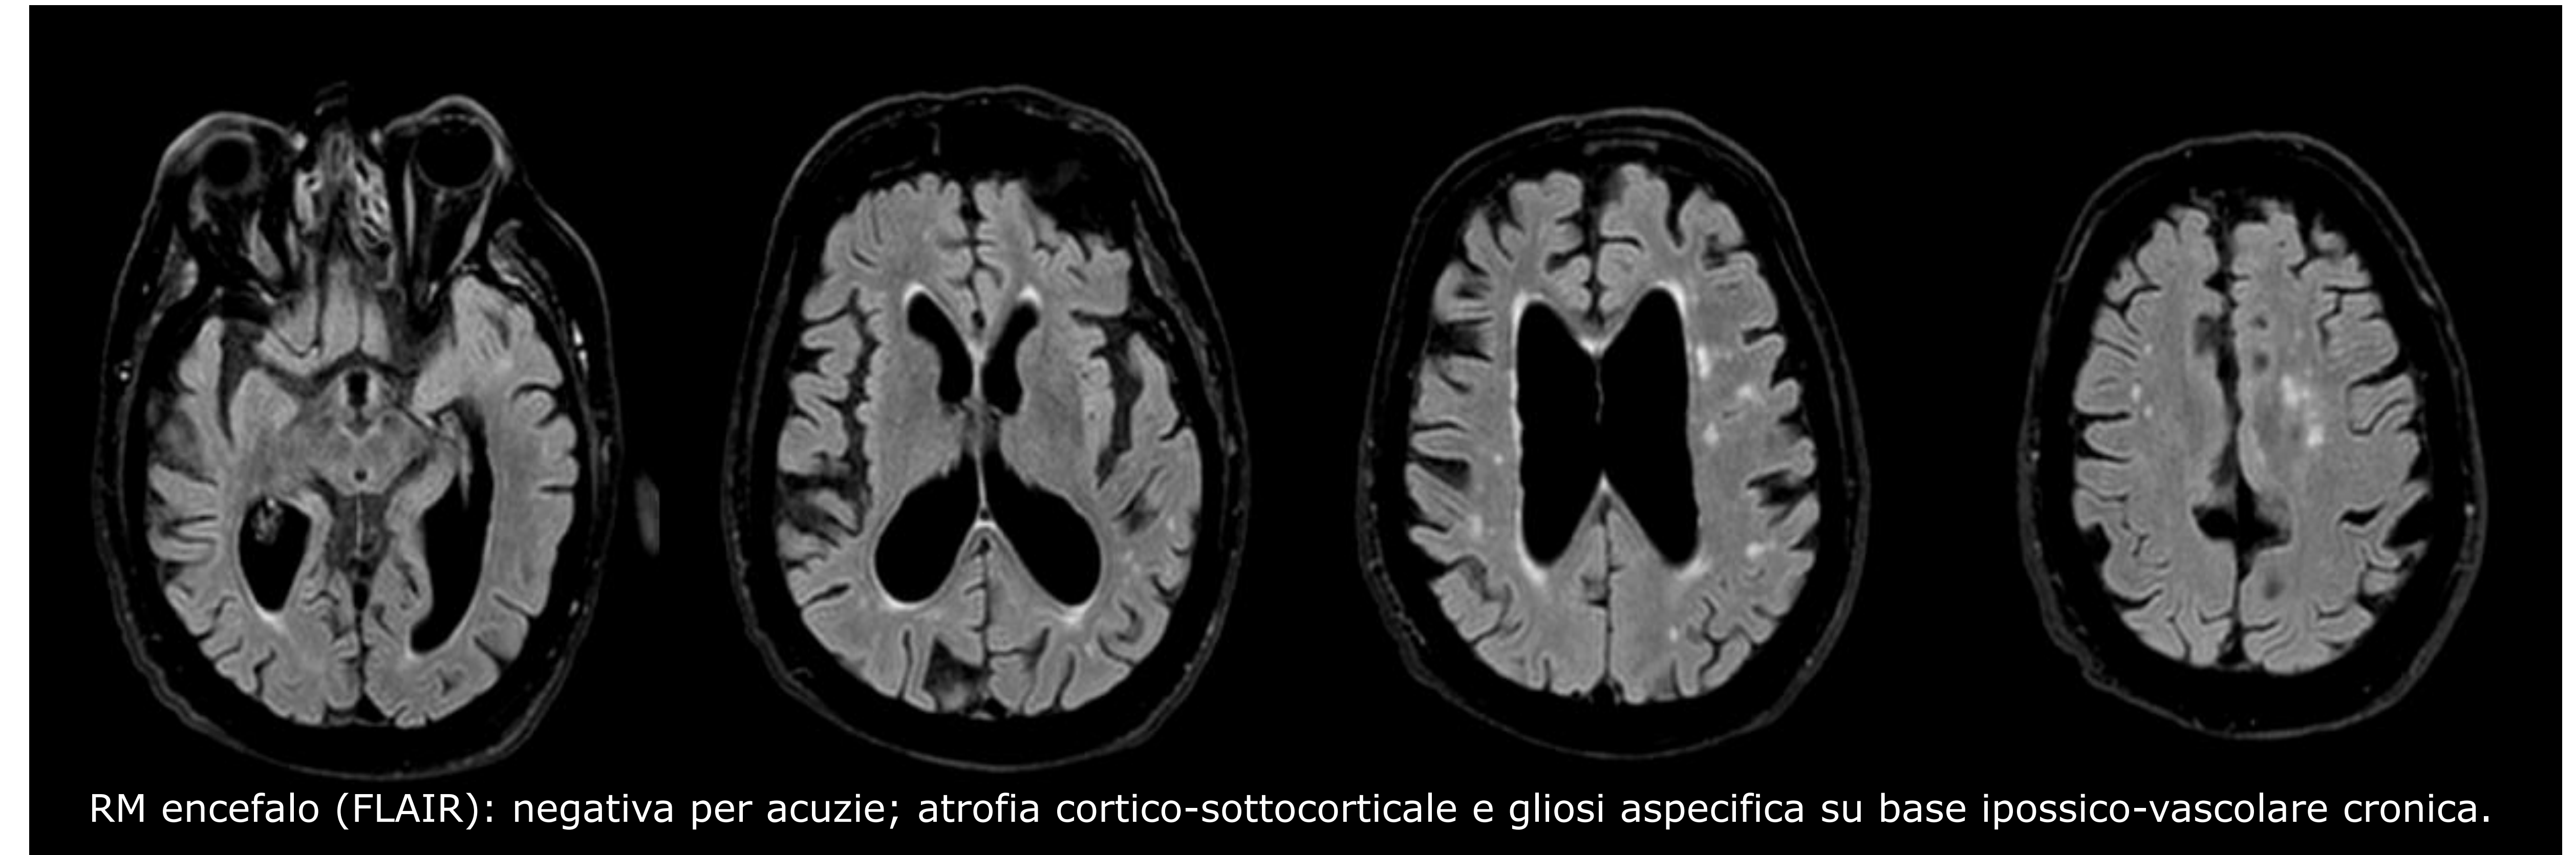 RM encefalo (FLAIR): negativa per acuzie; atrofia cortico-sottocorticale e gliosi aspecifica su base ipossico-vascolare cronica.